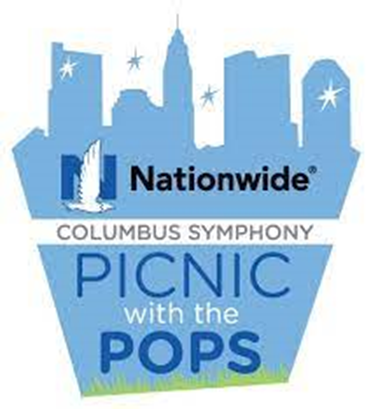 N Nationwide®
COLUMBUS SYMPHONY
PICNIC
with the
POPS